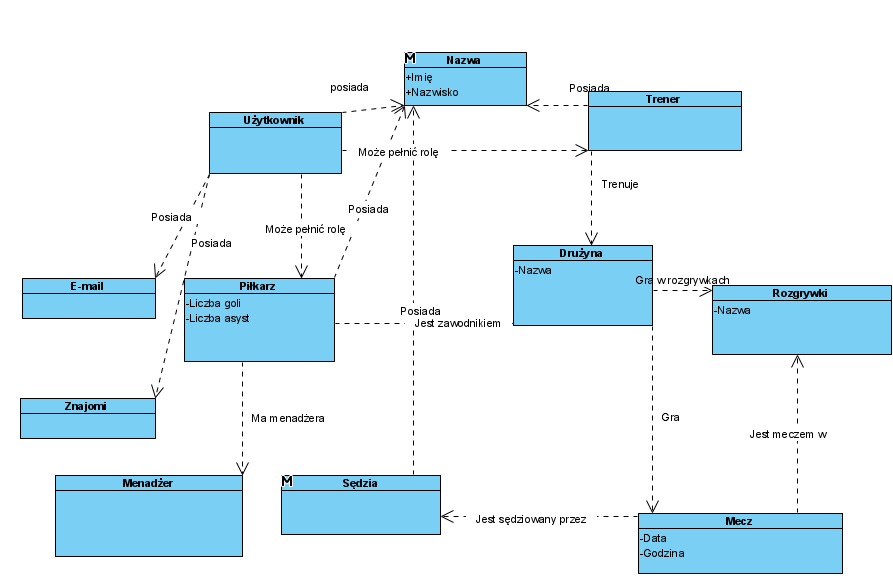 M
Nazwa
+Imię
+Nazwisko
posiada
Posiada
Trener
Użytkownik
Może pełnić rolę
Trenuje
Posiada
Posiada
Posiada
Może pełnić rolę
Drużyna
-Nazwa
Gra w rozgrywkach
E-mail
Piłkarz
-Liczba goli
-Liczba asyst
Rozgrywki
-Nazwa
Posiada
Jest zawodnikiem
Znajomi
Ma menadżera
Gra
Jest meczem w
Menadżer
M
Sędzia
Jest sędziowany przez
Mecz
-Data
-Godzina